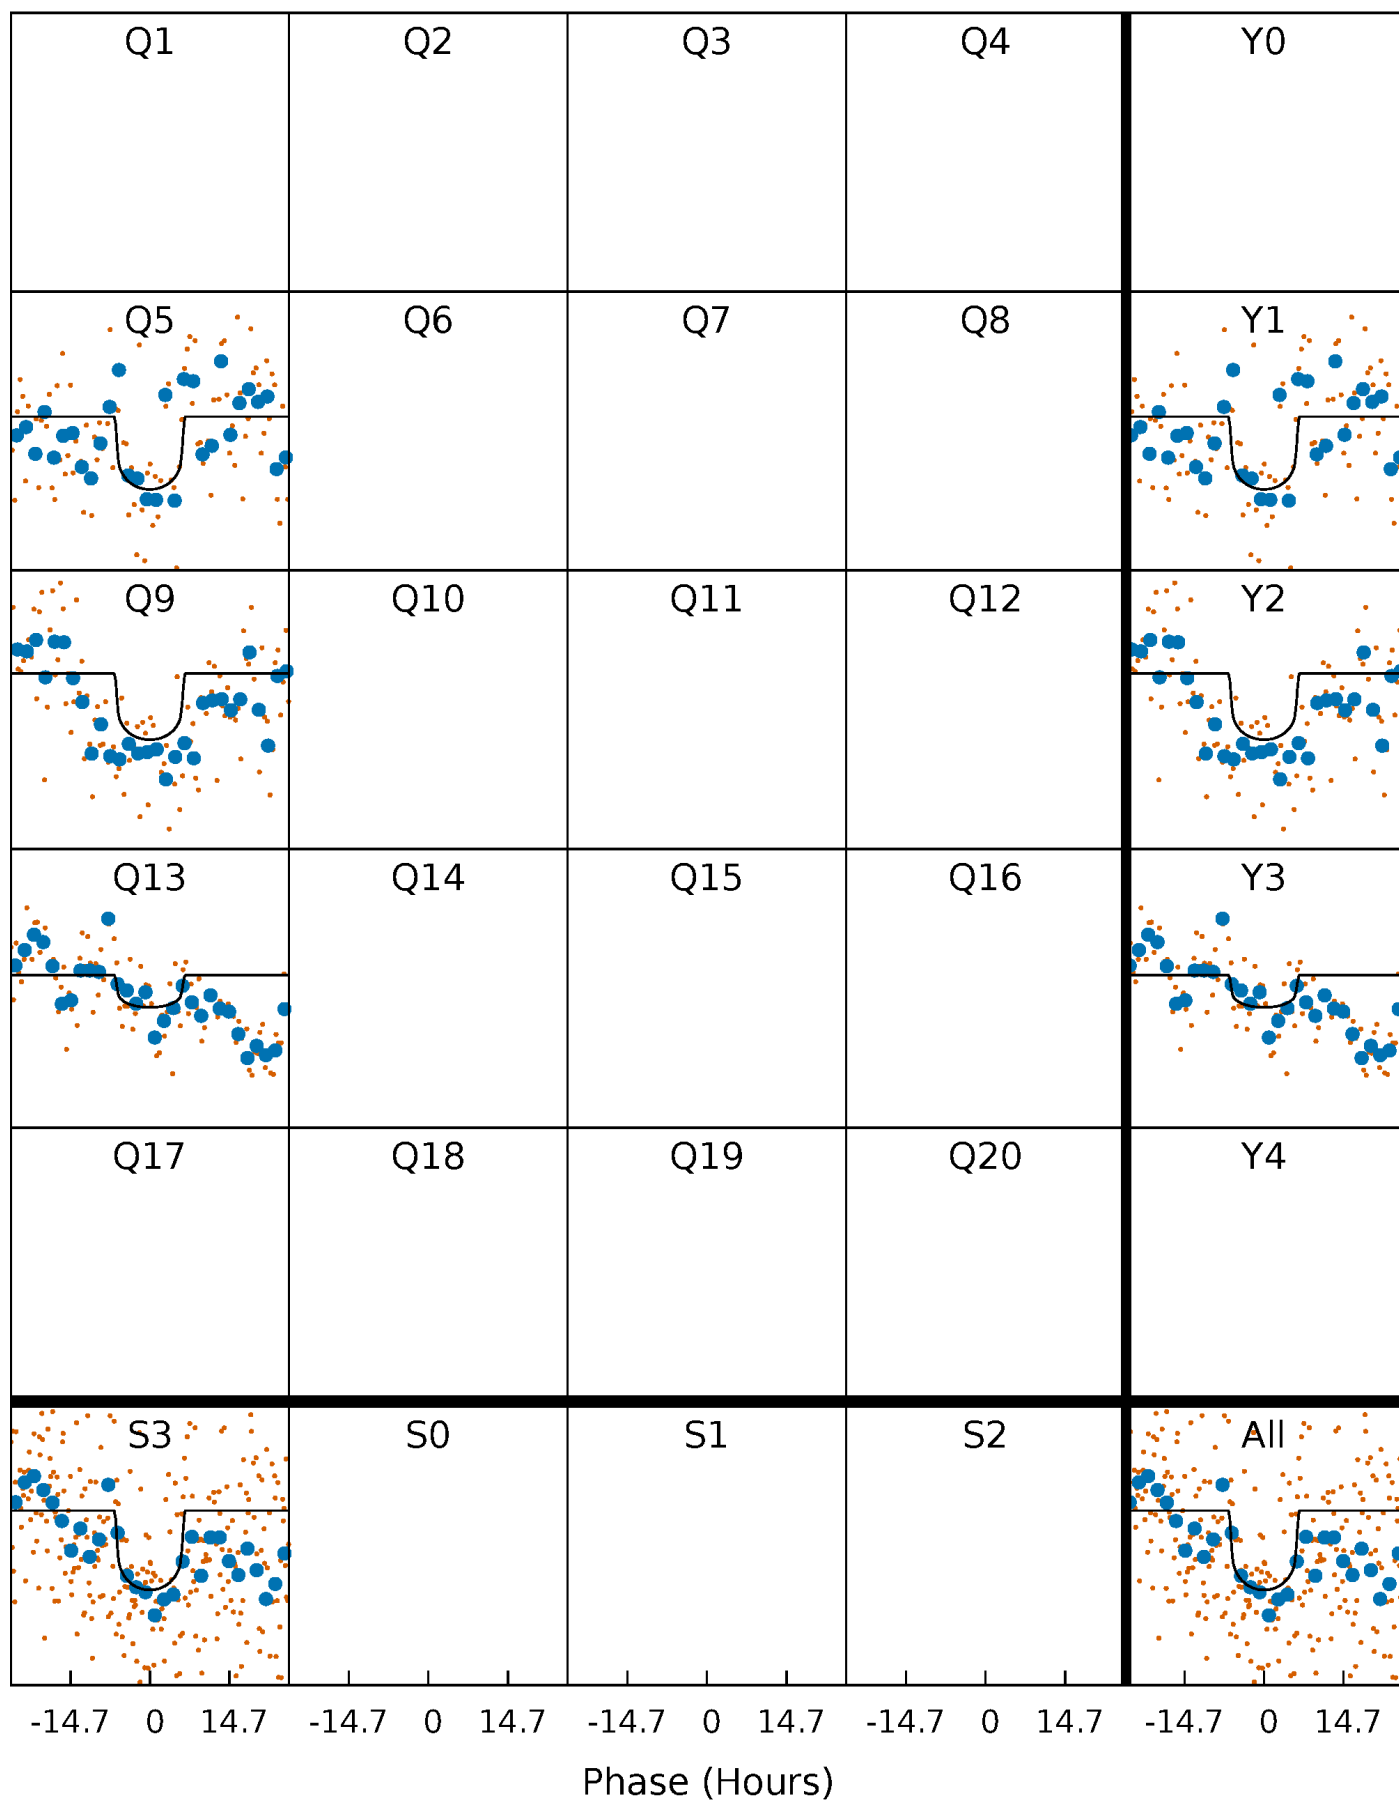 Q1 Q2 Q3 Q4 Y0
Q5 Q6 Q7 Q8 Y1
Q9 Q10 Q11 Q12 Y2
Q13 Q14 Q15 Q16 Y3
Q17 Q18 Q19 Q20 Y4
S3 S0 S1 S2 All
-14.7 0 14.7 -14.7 0 14.7 -14.7 0 14.7 -14.7 0 14.7 -14.7 0 14.7
Phase (Hours)